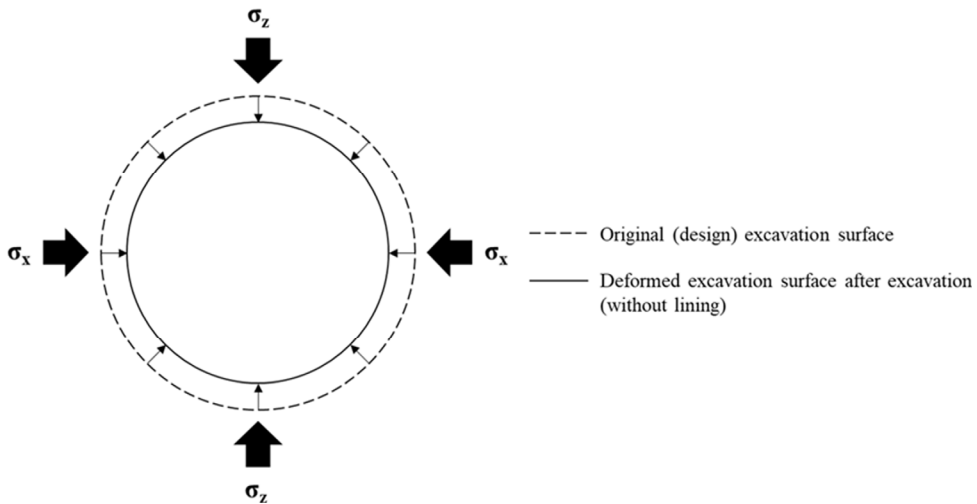 σz
σx
σx
Original (design) excavation surface
Deformed excavation surface after excavation
(without lining)
σz